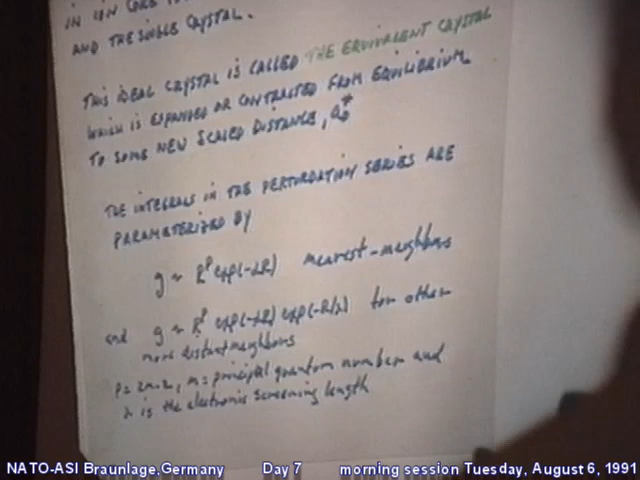 IN ION CORE
AND THE SINGLE CRYSTAL.
THIS IDEAL CRYSTAL IS CALLED THE EQUIVALENT CRYSTAL
WHICH IS EXPANDED OR CONTRACTED FROM EQUILIBRIUM
TO SOME NEW SCALED DISTANCE, a₀*
THE INTEGRALS IN THE PERTURBATION SERIES ARE
PARAMETERIZED BY
g ~ R^p exp(-αR) nearest-neighbors
and g ~ R^p exp(-αR) exp(-R/λ) for other
more distant neighbors
p = 2n-2, n = principal quantum number and
λ is the electronic screening length
NATO-ASI Braunlage,Germany Day 7 morning session Tuesday, August 6, 1991